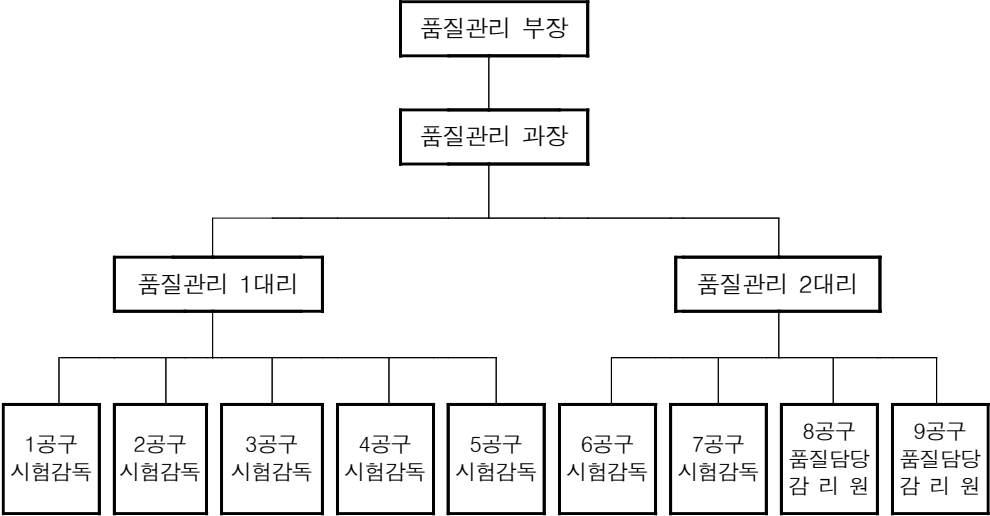 품질관리 부장
품질관리 과장
품질관리 1대리
품질관리 2대리
1공구
시험감독
2공구
시험감독
3공구
시험감독
4공구
시험감독
5공구
시험감독
6공구
시험감독
7공구
시험감독
8공구
품질담당
감 리 원
9공구
품질담당
감 리 원